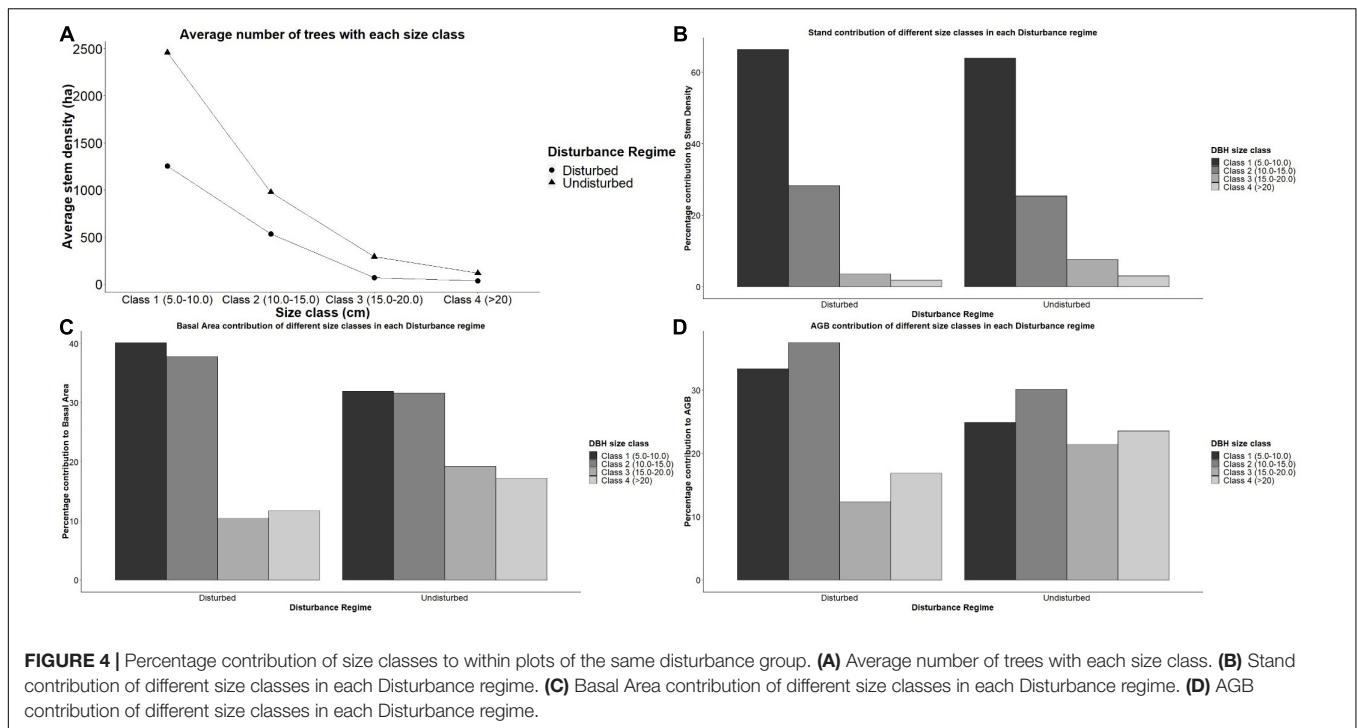 A
Average number of trees with each size class
2500
2000
1500
1000
500
0
Average stem density (ha)
Class 1 (5.0-10.0) Class 2 (10.0-15.0) Class 3 (15.0-20.0) Class 4 (>20)
Size class (cm)
Disturbance Regime
Disturbed
Undisturbed
B
Stand contribution of different size classes in each Disturbance regime
60
40
20
0
Percentage contribution to Stem Density
Disturbed Undisturbed
Disturbance Regime
DBH size class
Class 1 (5.0-10.0)
Class 2 (10.0-15.0)
Class 3 (15.0-20.0)
Class 4 (>20)
C
Basal Area contribution of different size classes in each Disturbance regime
40
30
20
10
0
Percentage contribution to Basal Area
Disturbed Undisturbed
Disturbance Regime
DBH size class
Class 1 (5.0-10.0)
Class 2 (10.0-15.0)
Class 3 (15.0-20.0)
Class 4 (>20)
D
AGB contribution of different size classes in each Disturbance regime
30
20
10
0
Percentage contribution to AGB
Disturbed Undisturbed
Disturbance Regime
DBH size class
Class 1 (5.0-10.0)
Class 2 (10.0-15.0)
Class 3 (15.0-20.0)
Class 4 (>20)
FIGURE 4 | Percentage contribution of size classes to within plots of the same disturbance group. (A) Average number of trees with each size class. (B) Stand
contribution of different size classes in each Disturbance regime. (C) Basal Area contribution of different size classes in each Disturbance regime. (D) AGB
contribution of different size classes in each Disturbance regime.